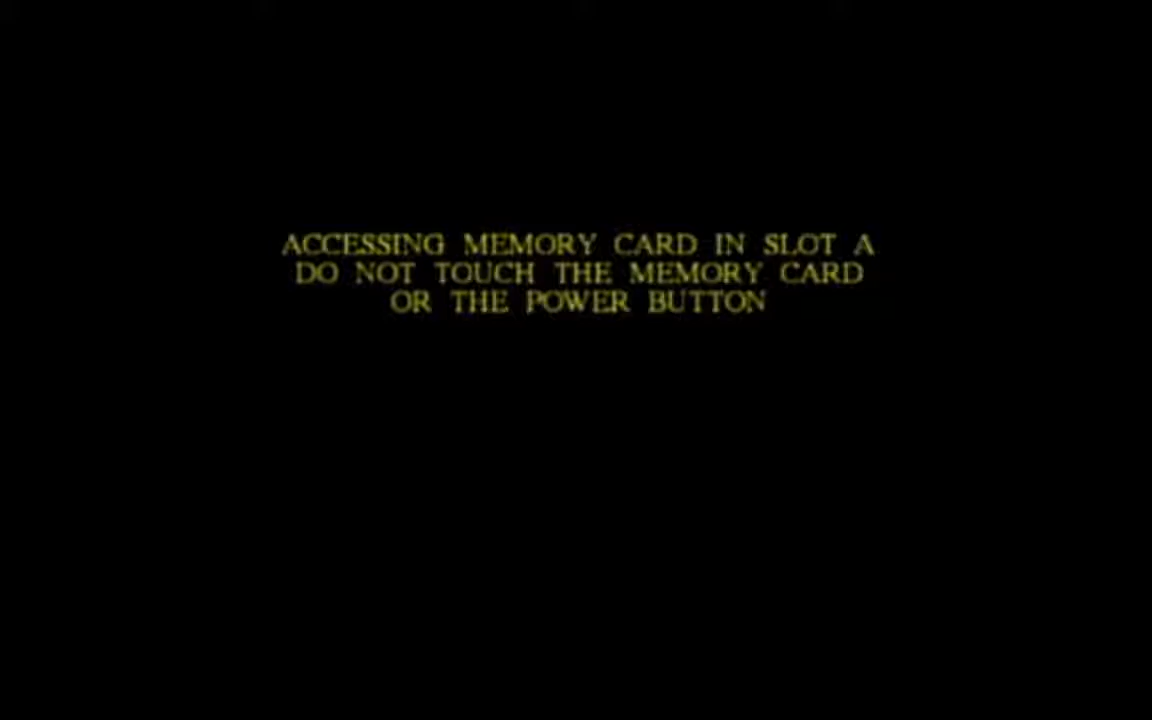 ACCESSING MEMORY CARD IN SLOT A
DO NOT TOUCH THE MEMORY CARD
OR THE POWER BUTTON